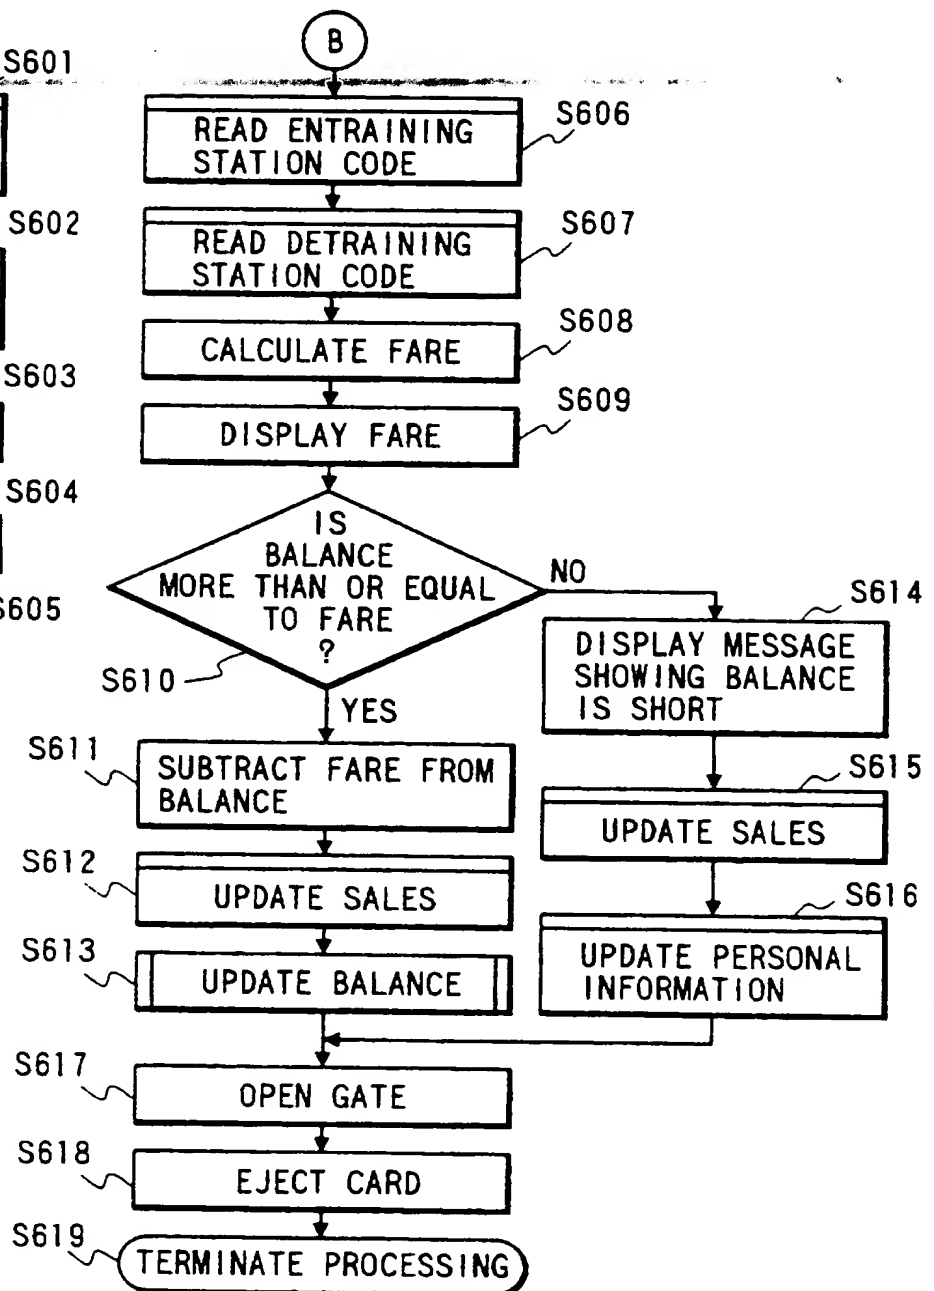 B
S601
READ ENTRAINING
STATION CODE
S606
S602
READ DETRAINING
STATION CODE
S607
CALCULATE FARE
S608
S603
DISPLAY FARE
S609
S604
IS
BALANCE
MORE THAN OR EQUAL
TO FARE
?
NO
S605
S610
YES
S614
DISPLAY MESSAGE
SHOWING BALANCE
IS SHORT
S611
SUBTRACT FARE FROM
BALANCE
S615
UPDATE SALES
S612
UPDATE SALES
S616
UPDATE PERSONAL
INFORMATION
S613
UPDATE BALANCE
S617
OPEN GATE
S618
EJECT CARD
S619
TERMINATE PROCESSING